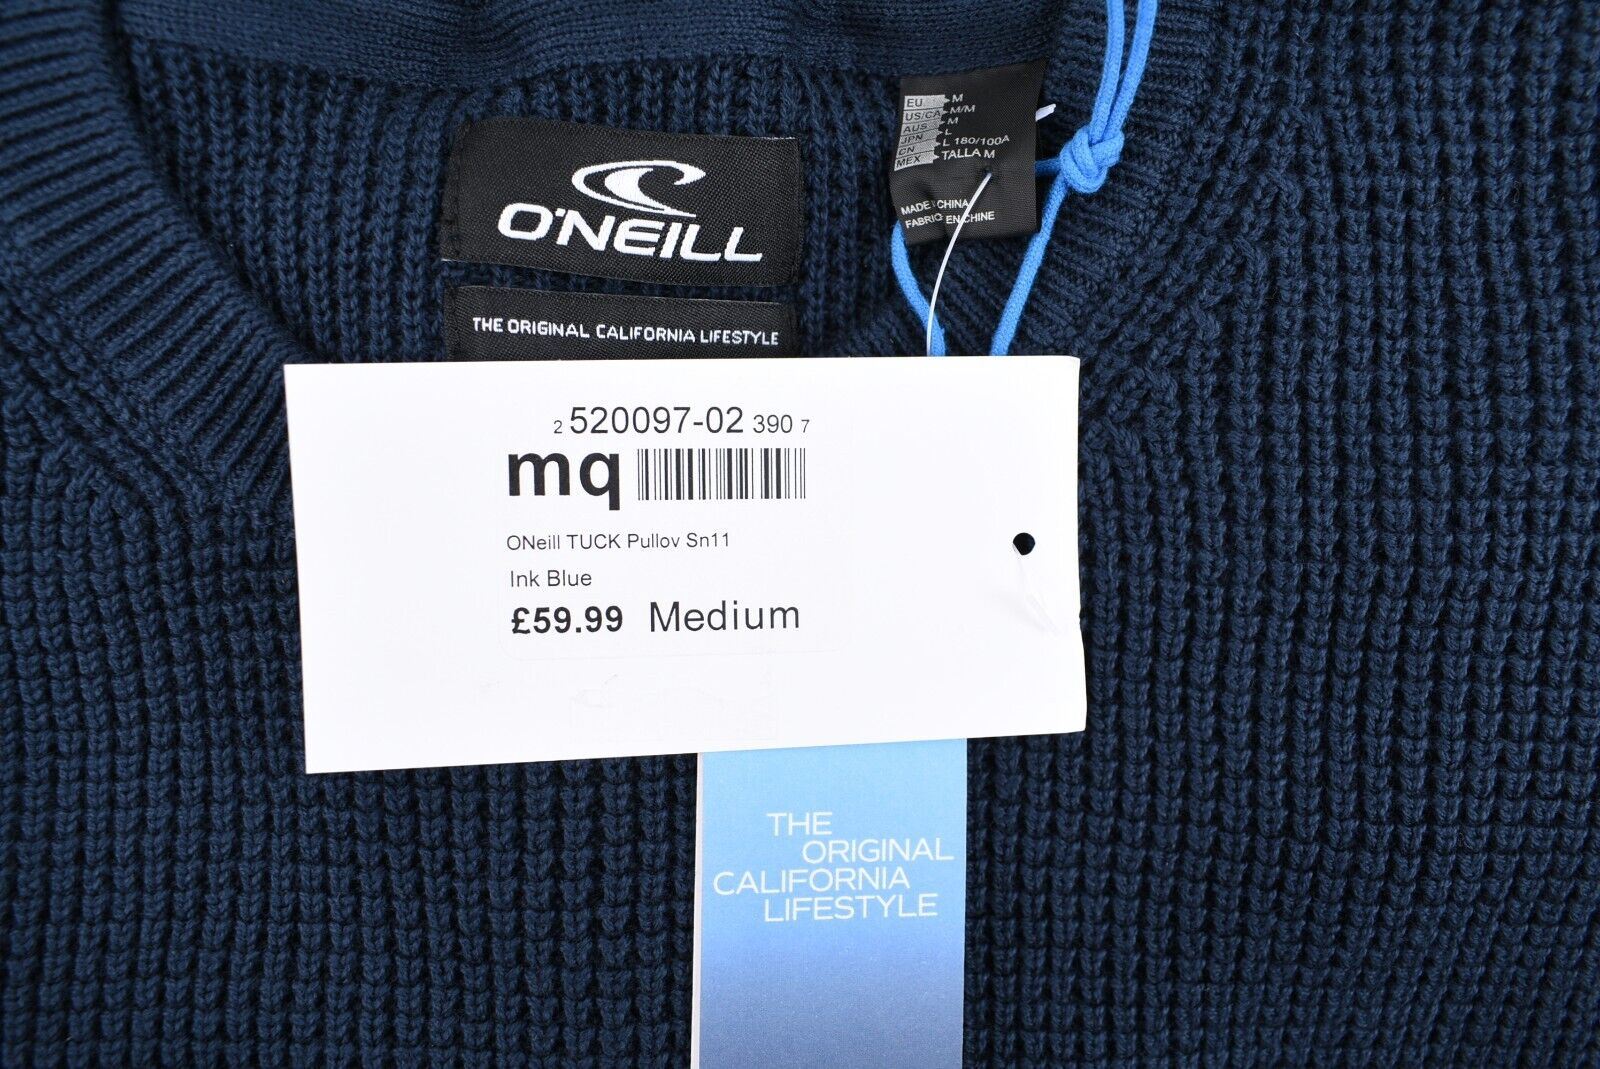 O'NEILL
THE ORIGINAL CALIFORNIA LIFESTYLE
EU M
US/CA M/M
AUS M
JPN L
CN L 180/100A
MEX TALLA M
MADE CHINA
EN CHINE
2 520097-02 390 7
mq
ONeill TUCK Pullov Sn11
Ink Blue
£59.99 Medium
THE
ORIGINAL
CALIFORNIA
LIFESTYLE